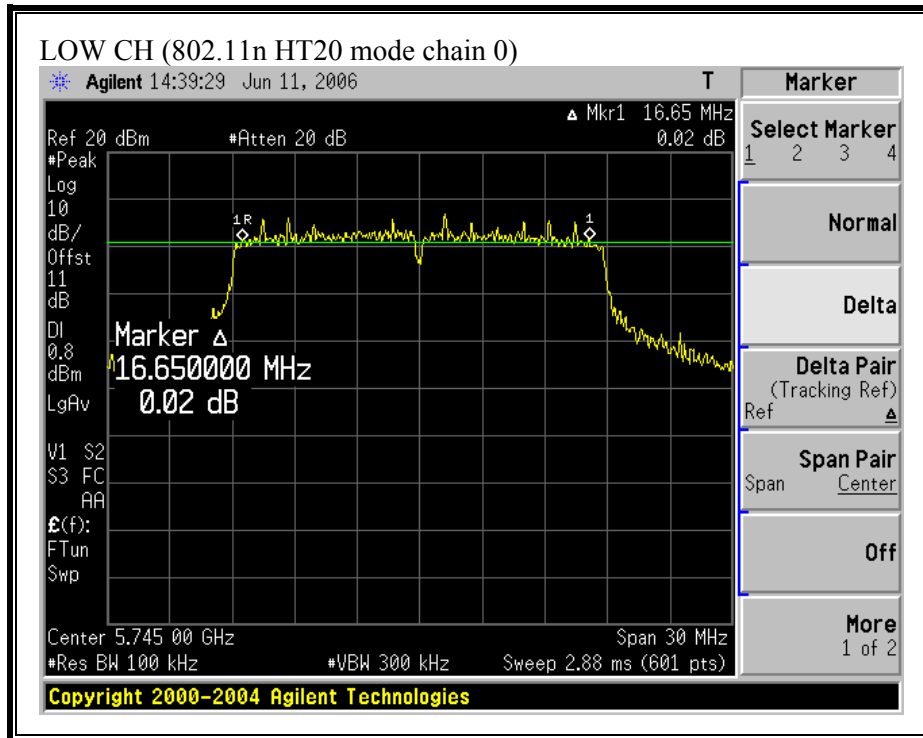 LOW CH (802.11n HT20 mode chain 0)
Agilent 14:39:29 Jun 11, 2006 T
Δ Mkr1 16.65 MHz
Ref 20 dBm #Atten 20 dB 0.02 dB
#Peak
Log
10
dB/
Offst
11
dB
DI
0.8
dBm
LgAv
V1 S2
S3 FC
AA
£(f):
FTun
Swp
1R
1
Marker Δ
16.650000 MHz
0.02 dB
Center 5.745 00 GHz Span 30 MHz
#Res BW 100 kHz #VBW 300 kHz Sweep 2.88 ms (601 pts)
Copyright 2000-2004 Agilent Technologies
Marker
Select Marker
1 2 3 4
Normal
Delta
Delta Pair
(Tracking Ref)
Ref Δ
Span Pair
Span Center
Off
More
1 of 2